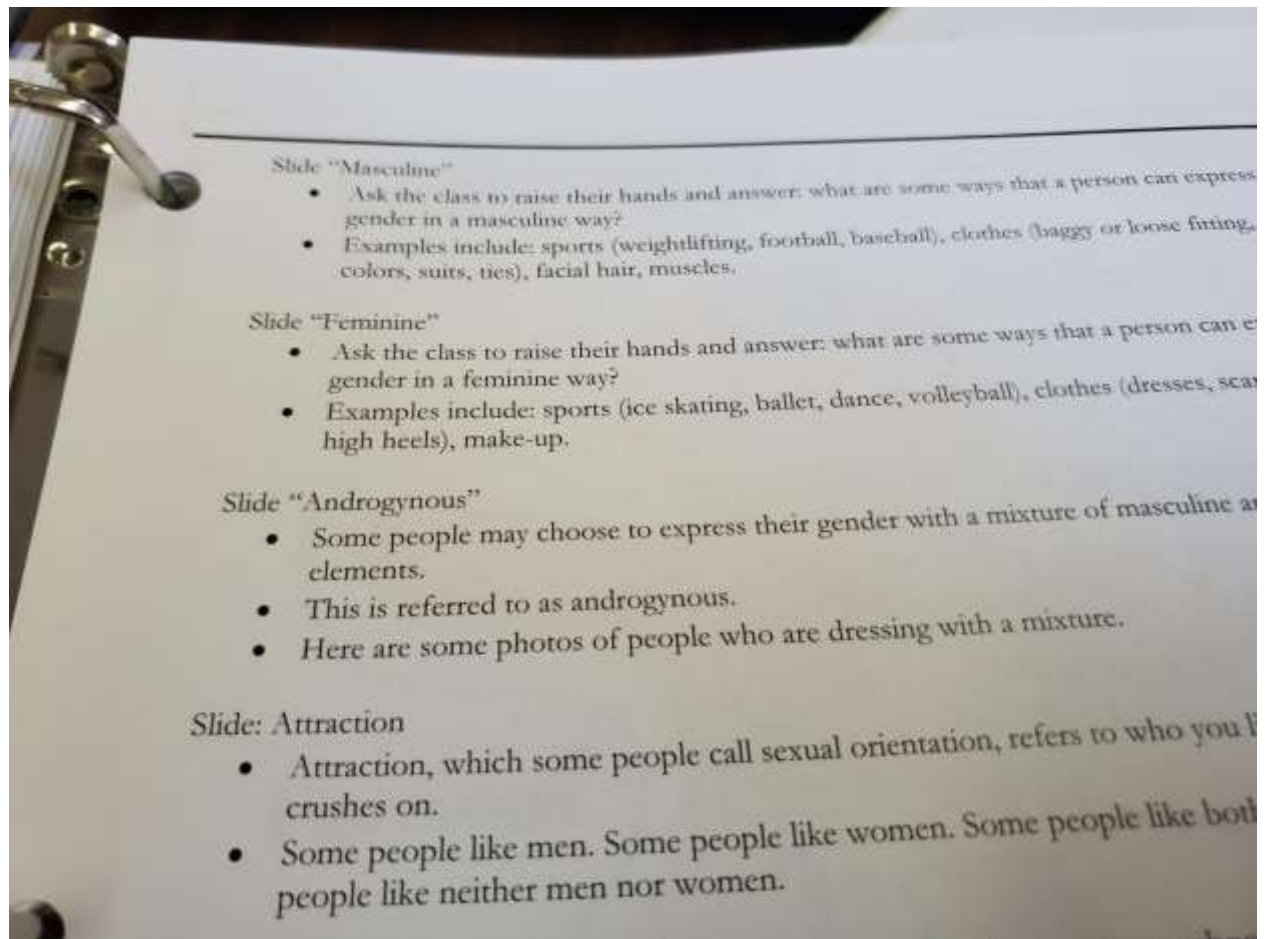 Slide "Masculine"
• Ask the class to raise their hands and answer: what are some ways that a person can express
gender in a masculine way?
• Examples include: sports (weightlifting, football, baseball), clothes (baggy or loose fitting,
colors, suits, ties), facial hair, muscles.
Slide "Feminine"
• Ask the class to raise their hands and answer: what are some ways that a person can
gender in a feminine way?
• Examples include: sports (ice skating, ballet, dance, volleyball), clothes (dresses,
high heels), make-up.
Slide "Androgynous"
• Some people may choose to express their gender with a mixture of masculine
elements.
• This is referred to as androgynous.
• Here are some photos of people who are dressing with a mixture.
Slide: Attraction
• Attraction, which some people call sexual orientation, refers to who you
crushes on.
• Some people like men. Some people like women. Some people like both
people like neither men nor women.